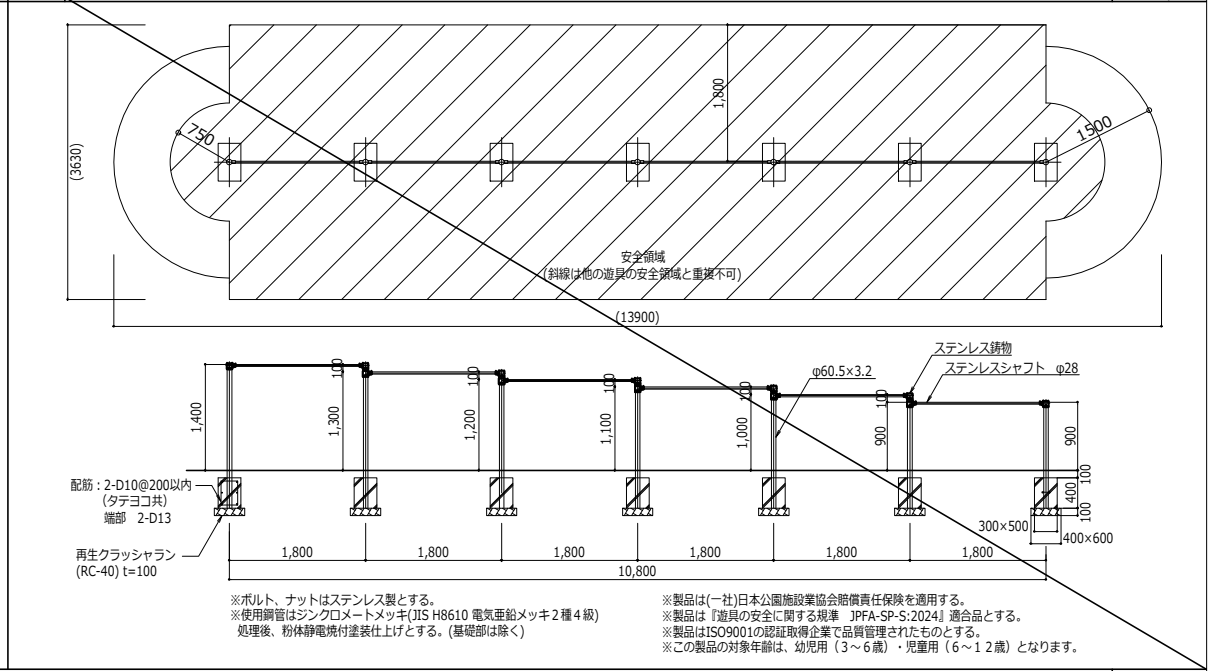 1,800
750
1500
(3630)
安全領域
(斜線は他の遊具の安全領域と重複不可)
(13900)
ステンレス鋳物
ステンレスシャフト φ28
φ60.5×3.2
100
100
100
100
100
1,400
1,300
1,200
1,100
1,000
900
900
配筋：2-D10@200以内
(タテヨコ共)
端部 2-D13
100
400
100
300×500
400×600
再生クラッシャラン
(RC-40) t=100
1,800
1,800
1,800
1,800
1,800
1,800
10,800
※ボルト、ナットはステンレス製とする。
※使用鋼管はジンクロメートメッキ(JIS H8610 電気亜鉛メッキ２種４級)
処理後、粉体静電焼付塗装仕上げとする。(基礎部は除く)
※製品は(一社)日本公園施設業協会賠償責任保険を適用する。
※製品は『遊具の安全に関する規準 JPFA-SP-S:2024』適合品とする。
※製品はISO9001の認証取得企業で品質管理されたものとする。
※この製品の対象年齢は、幼児用（３～６歳）・児童用（６～１２歳）となります。